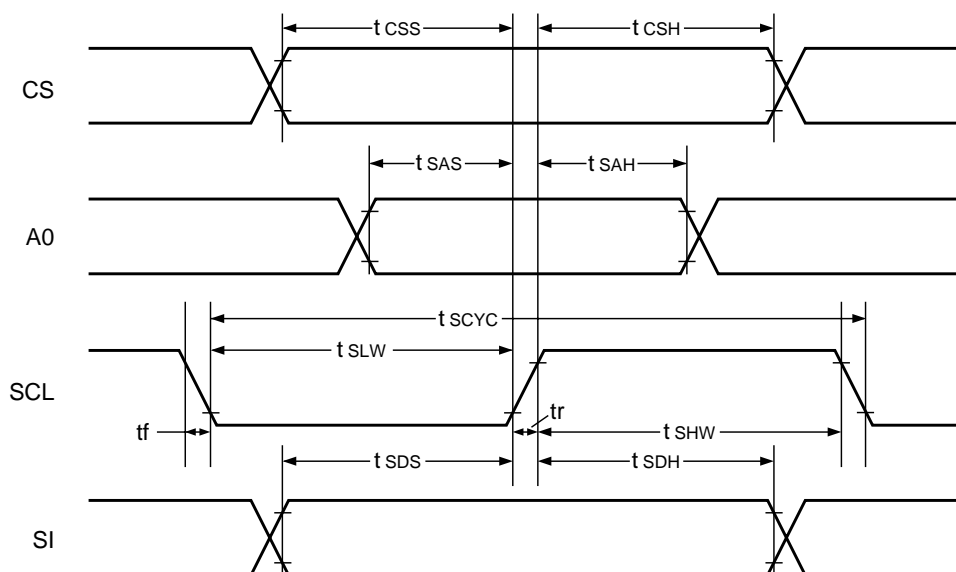 t CSS t CSH
CS
t SAS t SAH
A0
t SCYC
t SLW
SCL
tf tr t SHW
t SDS t SDH
SI